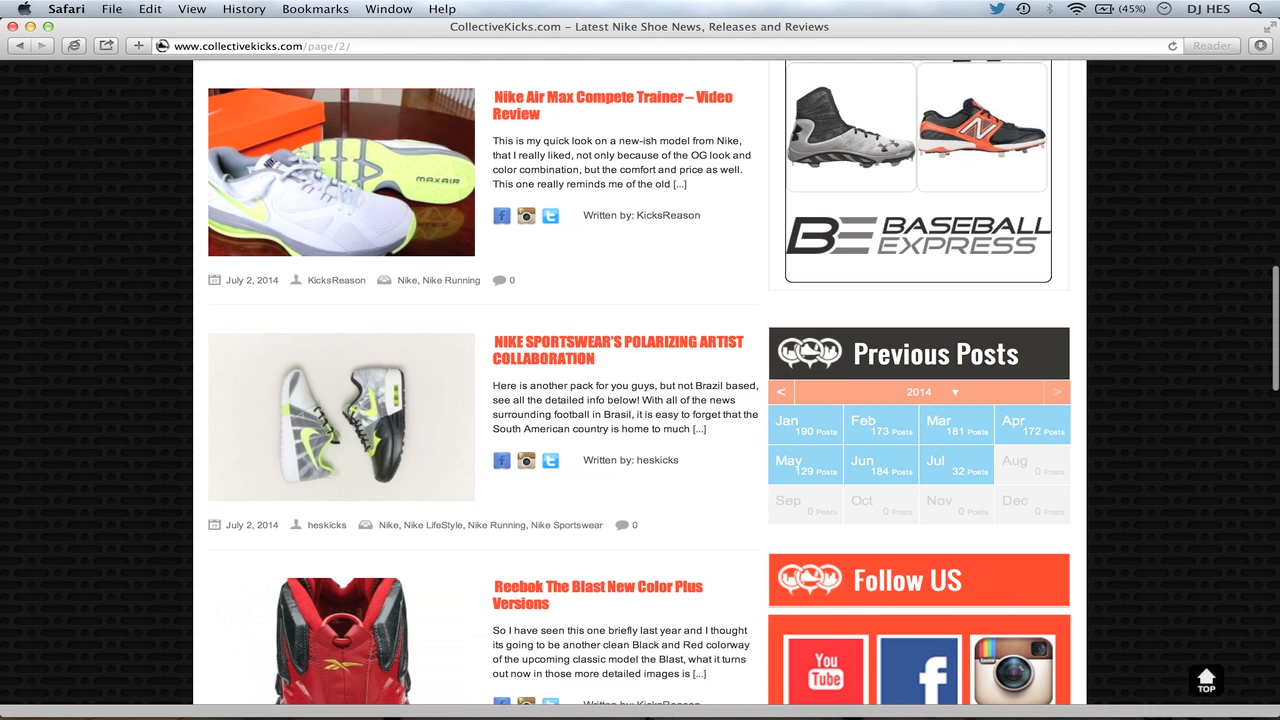 Safari File Edit View History Bookmarks Window Help (45%) DJ HES
CollectiveKicks.com – Latest Nike Shoe News, Releases and Reviews
www.collectivekicks.com/page/2/ Reader
Nike Air Max Compete Trainer – Video
Review
This is my quick look on a new-ish model from Nike,
that I really liked, not only because of the OG look and
color combination, but the comfort and price as well.
This one really reminds me of the old [...]
Written by: KicksReason
MAXAIR
July 2, 2014 KicksReason Nike, Nike Running 0
NIKE SPORTSWEAR'S POLARIZING ARTIST
COLLABORATION
Here is another pack for you guys, but not Brazil based,
see all the detailed info below! With all of the news
surrounding football in Brasil, it is easy to forget that the
South American country is home to much [...]
Written by: heskicks
July 2, 2014 heskicks Nike, Nike LifeStyle, Nike Running, Nike Sportswear 0
Reebok The Blast New Color Plus
Versions
So I have seen this one briefly last year and I thought
its going to be another clean Black and Red colorway
of the upcoming classic model the Blast, what it turns
out now in those more detailed images is [...]
Written by: KicksReason
BE BASEBALL
EXPRESS
Previous Posts
< 2014 ▼ >
Jan Feb Mar Apr
190 Posts 173 Posts 181 Posts 172 Posts
May Jun Jul Aug
129 Posts 184 Posts 32 Posts 0 Posts
Sep Oct Nov Dec
0 Posts 0 Posts 0 Posts 0 Posts
Follow US
You
Tube
f
TOP